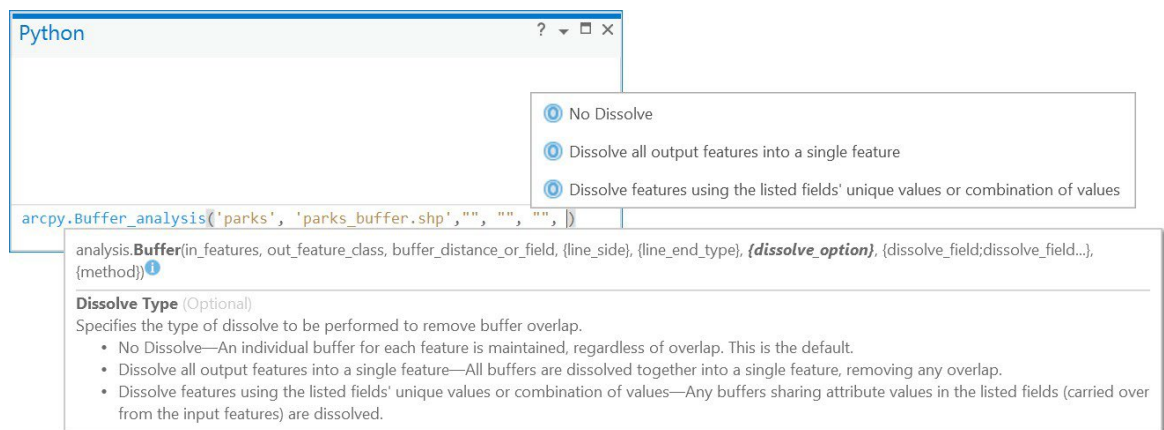 Python
?
No Dissolve
Dissolve all output features into a single feature
Dissolve features using the listed fields' unique values or combination of values
arcpy.Buffer_analysis('parks', 'parks_buffer.shp',"", "", "", )
analysis.Buffer(in_features, out_feature_class, buffer_distance_or_field, {line_side}, {line_end_type}, {dissolve_option}, {dissolve_field;dissolve_field...},
{method})
Dissolve Type (Optional)
Specifies the type of dissolve to be performed to remove buffer overlap.
• No Dissolve—An individual buffer for each feature is maintained, regardless of overlap. This is the default.
• Dissolve all output features into a single feature—All buffers are dissolved together into a single feature, removing any overlap.
• Dissolve features using the listed fields' unique values or combination of values—Any buffers sharing attribute values in the listed fields (carried over
from the input features) are dissolved.